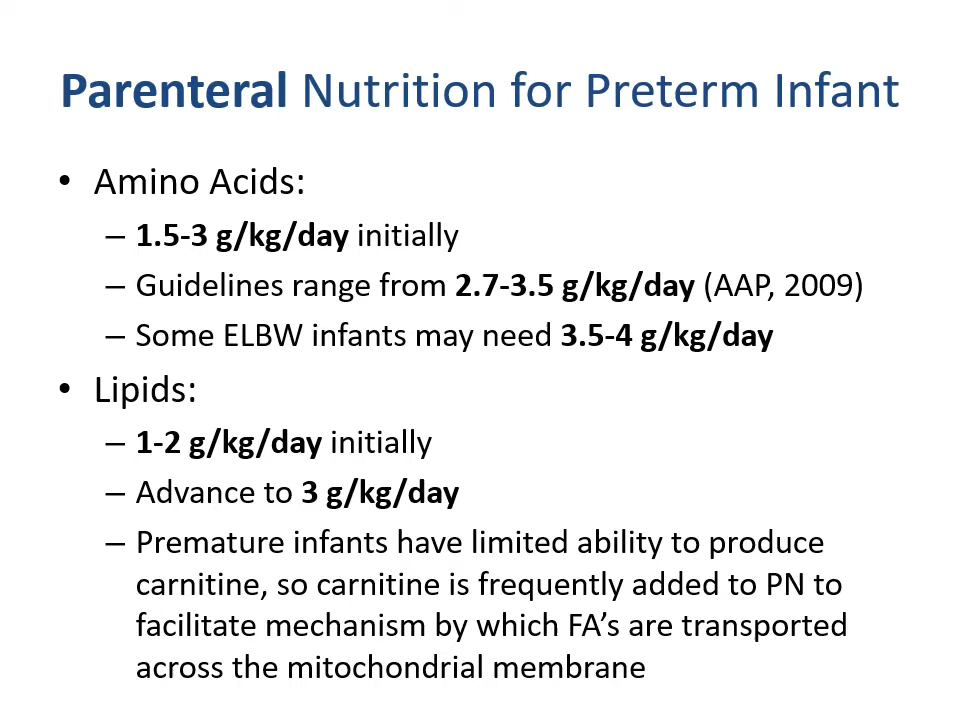 Parenteral Nutrition for Preterm Infant
• Amino Acids:
– 1.5-3 g/kg/day initially
– Guidelines range from 2.7-3.5 g/kg/day (AAP, 2009)
– Some ELBW infants may need 3.5-4 g/kg/day
• Lipids:
– 1-2 g/kg/day initially
– Advance to 3 g/kg/day
– Premature infants have limited ability to produce
carnitine, so carnitine is frequently added to PN to
facilitate mechanism by which FA’s are transported
across the mitochondrial membrane